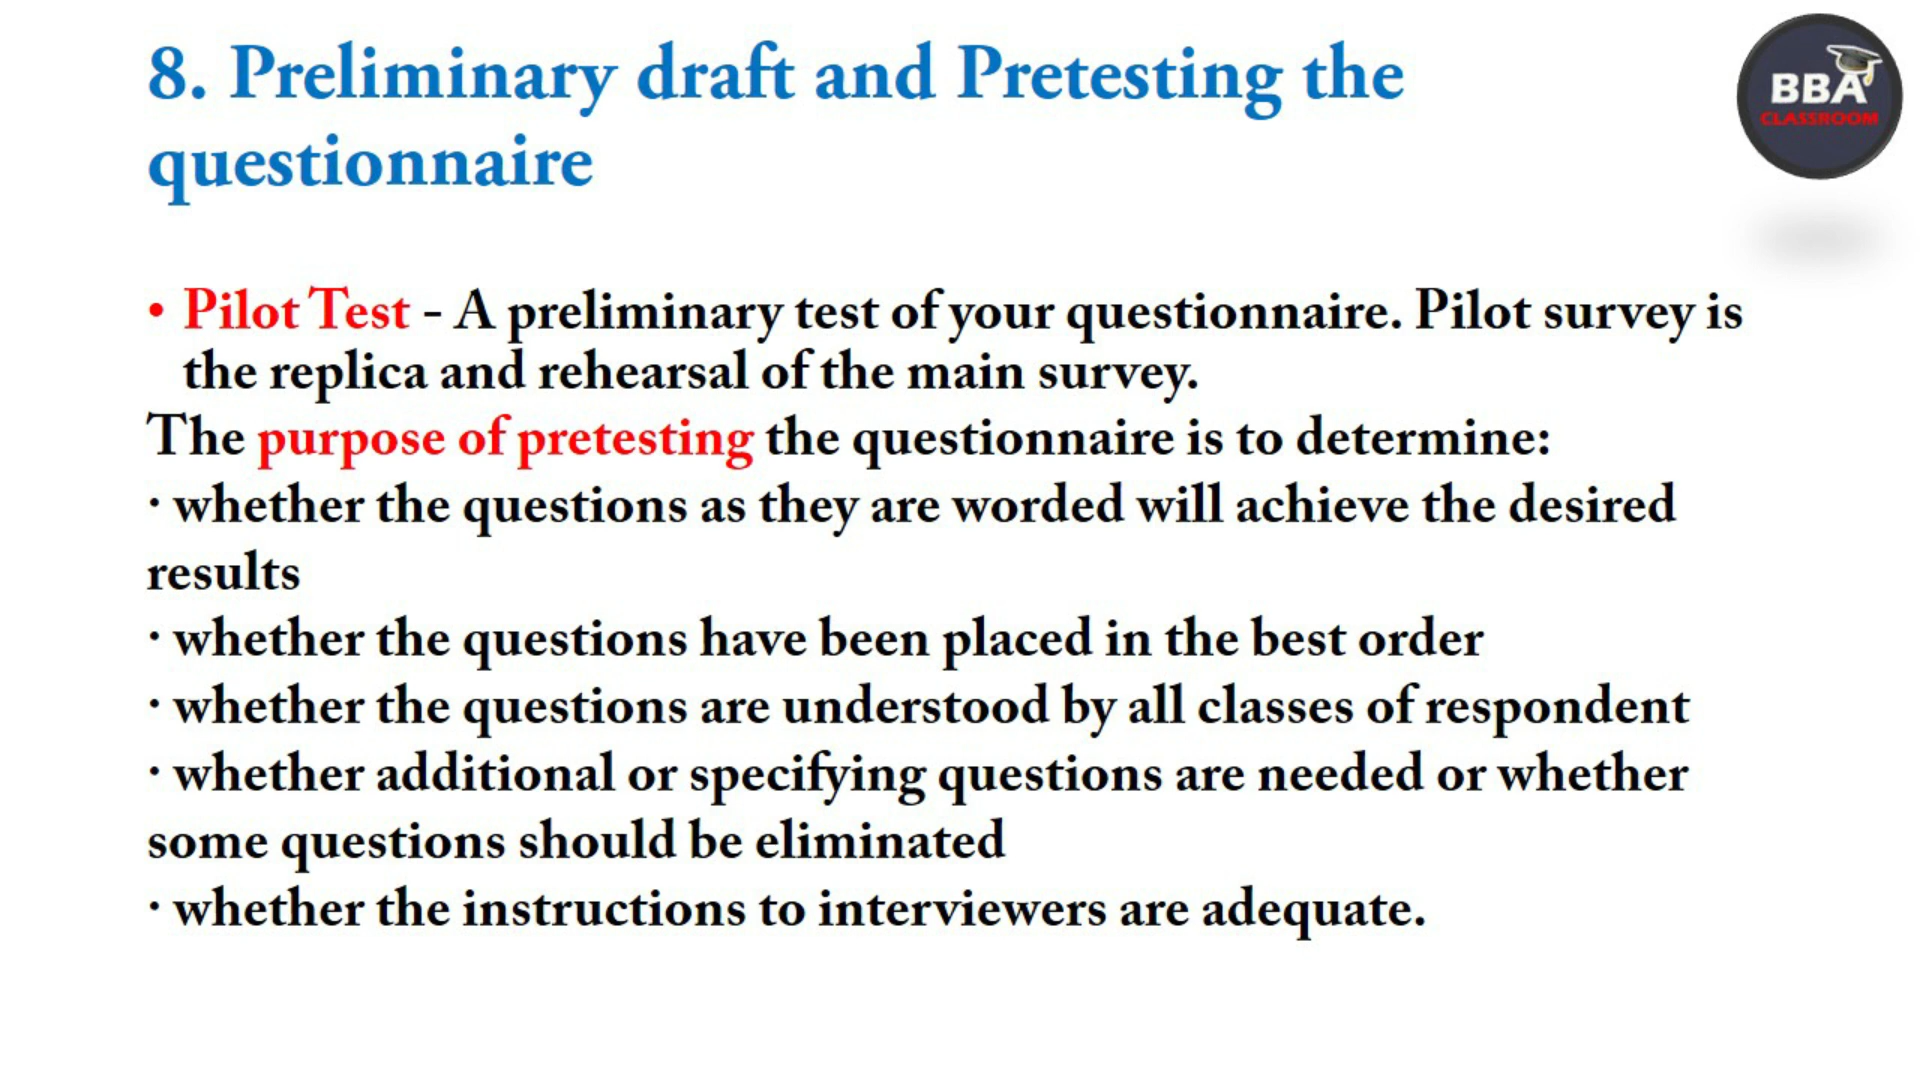 8. Preliminary draft and Pretesting the
questionnaire
BBA
CLASSROOM
• Pilot Test - A preliminary test of your questionnaire. Pilot survey is
the replica and rehearsal of the main survey.
The purpose of pretesting the questionnaire is to determine:
· whether the questions as they are worded will achieve the desired
results
· whether the questions have been placed in the best order
· whether the questions are understood by all classes of respondent
· whether additional or specifying questions are needed or whether
some questions should be eliminated
· whether the instructions to interviewers are adequate.